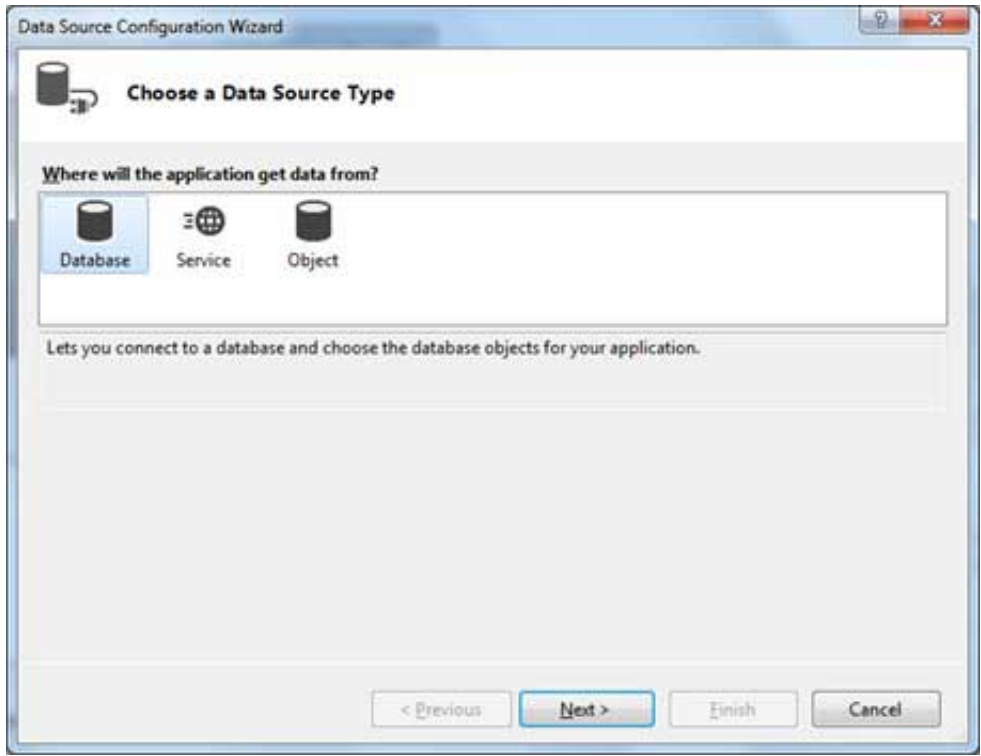 Data Source Configuration Wizard
?
Choose a Data Source Type
Where will the application get data from?
Database Service Object
Lets you connect to a database and choose the database objects for your application.
< Previous Next > Finish Cancel